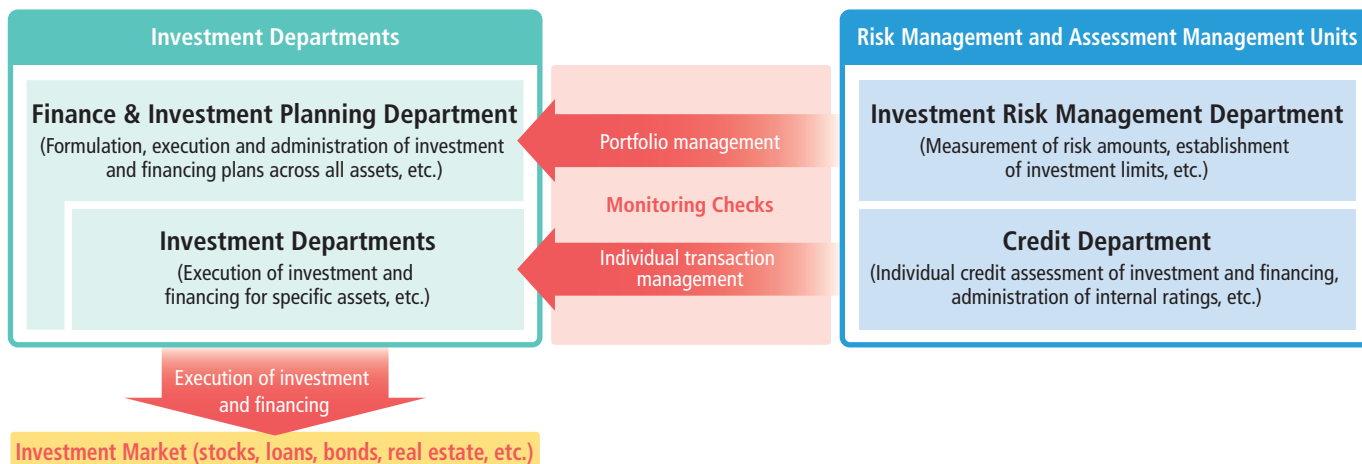 Investment Departments
Finance & Investment Planning Department
(Formulation, execution and administration of investment
and financing plans across all assets, etc.)
Investment Departments
(Execution of investment and
financing for specific assets, etc.)
Portfolio management
Monitoring Checks
Individual transaction
management
Risk Management and Assessment Management Units
Investment Risk Management Department
(Measurement of risk amounts, establishment
of investment limits, etc.)
Credit Department
(Individual credit assessment of investment and financing,
administration of internal ratings, etc.)
Execution of investment
and financing
Investment Market (stocks, loans, bonds, real estate, etc.)